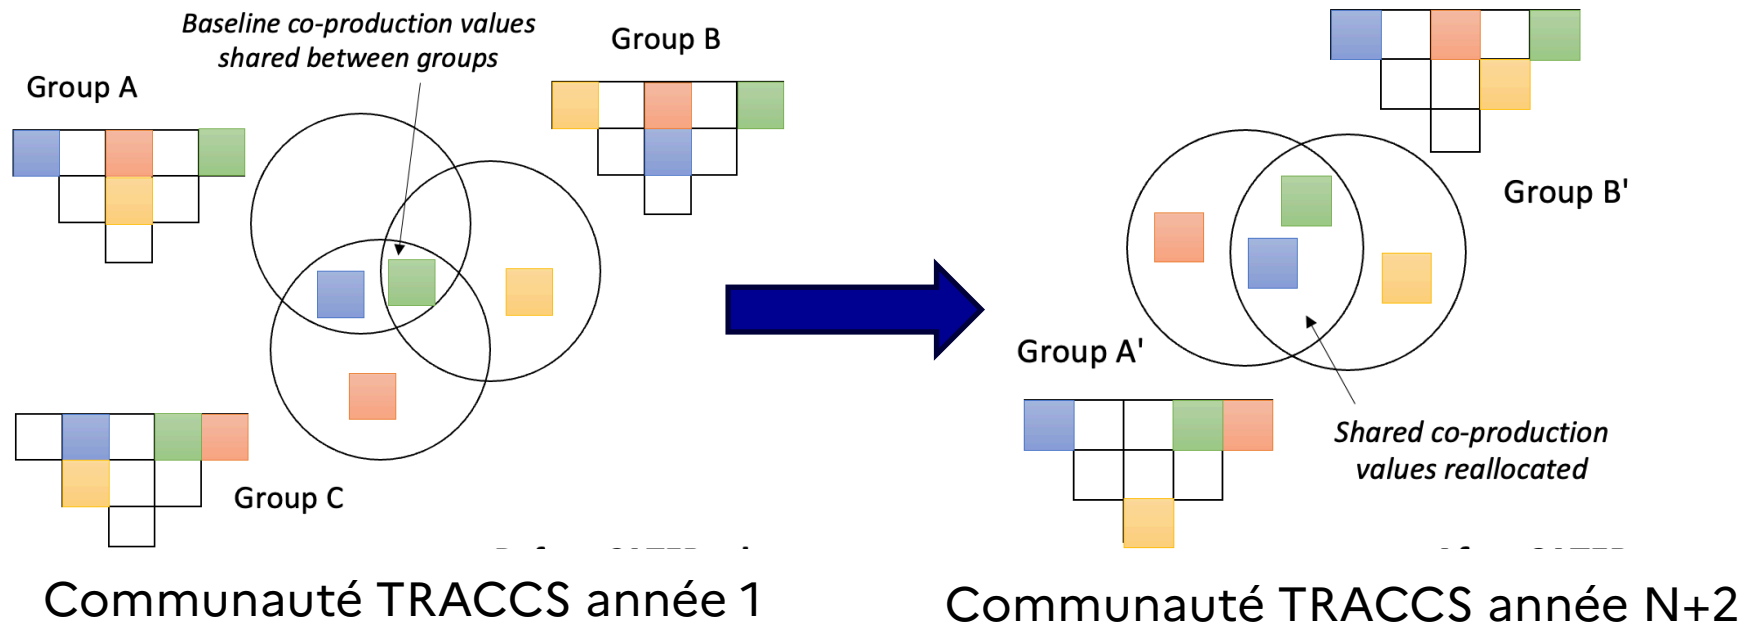 Baseline co-production values
shared between groups
Group A
Group B
Group C
Group B'
Group A'
Shared co-production
values reallocated
Communauté TRACCS année 1
Communauté TRACCS année N+2